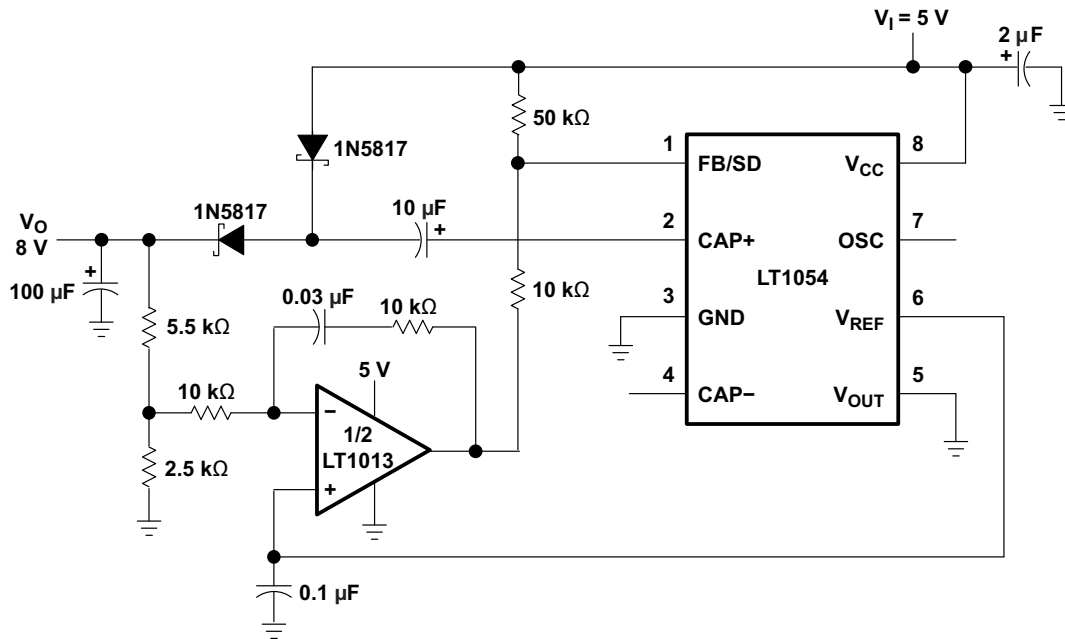 V_I = 5 V
2 µF
+
50 kΩ
1N5817
1
FB/SD
V_CC
8
1N5817
10 µF
+
V_O
8 V
2
CAP+
OSC
7
LT1054
+
100 µF
0.03 µF
10 kΩ
10 kΩ
3
GND
V_REF
6
5.5 kΩ
5 V
4
CAP−
V_OUT
5
10 kΩ
−
1/2
LT1013
+
2.5 kΩ
0.1 µF